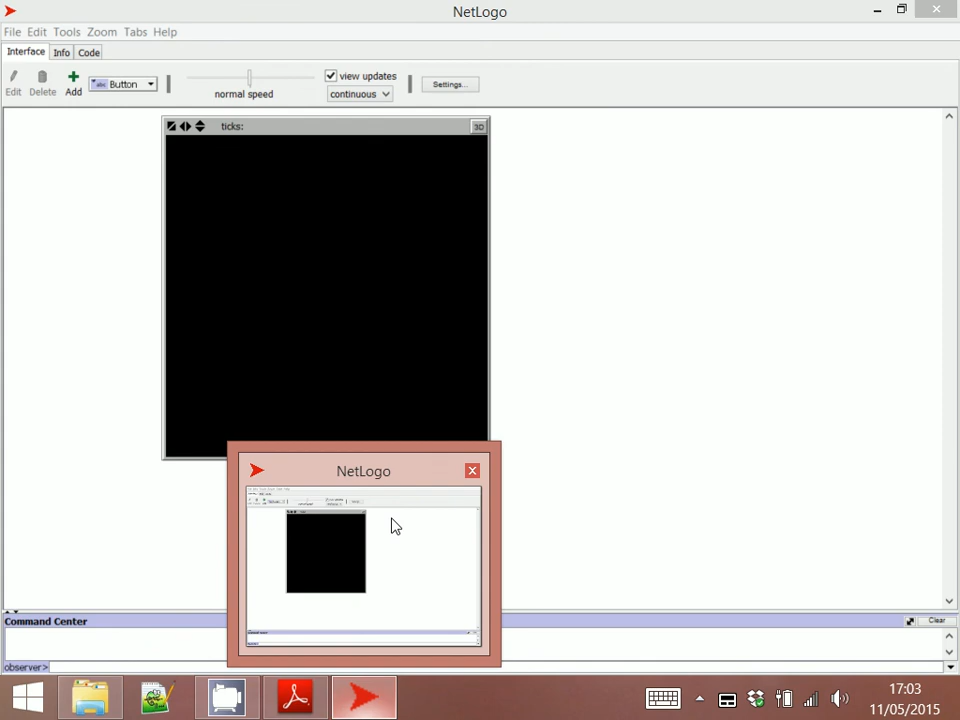 NetLogo
File Edit Tools Zoom Tabs Help
Interface Info Code
Edit Delete Add abc Button normal speed view updates continuous Settings...
ticks: 3D
NetLogo
Command Center Clear
observer>
17:03
11/05/2015